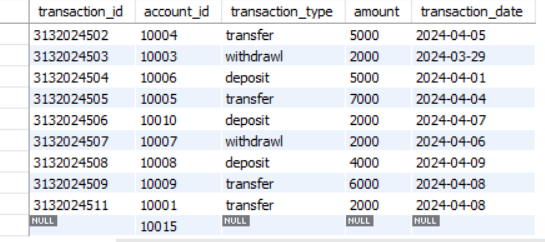 transaction_id account_id transaction_type amount transaction_date
3132024502 10004 transfer 5000 2024-04-05
3132024503 10003 withdrawl 2000 2024-03-29
3132024504 10006 deposit 5000 2024-04-01
3132024505 10005 transfer 7000 2024-04-04
3132024506 10010 deposit 2000 2024-04-07
3132024507 10007 withdrawl 2000 2024-04-06
3132024508 10008 deposit 4000 2024-04-09
3132024509 10009 transfer 6000 2024-04-08
3132024511 10001 transfer 2000 2024-04-08
NULL 10015 NULL NULL NULL